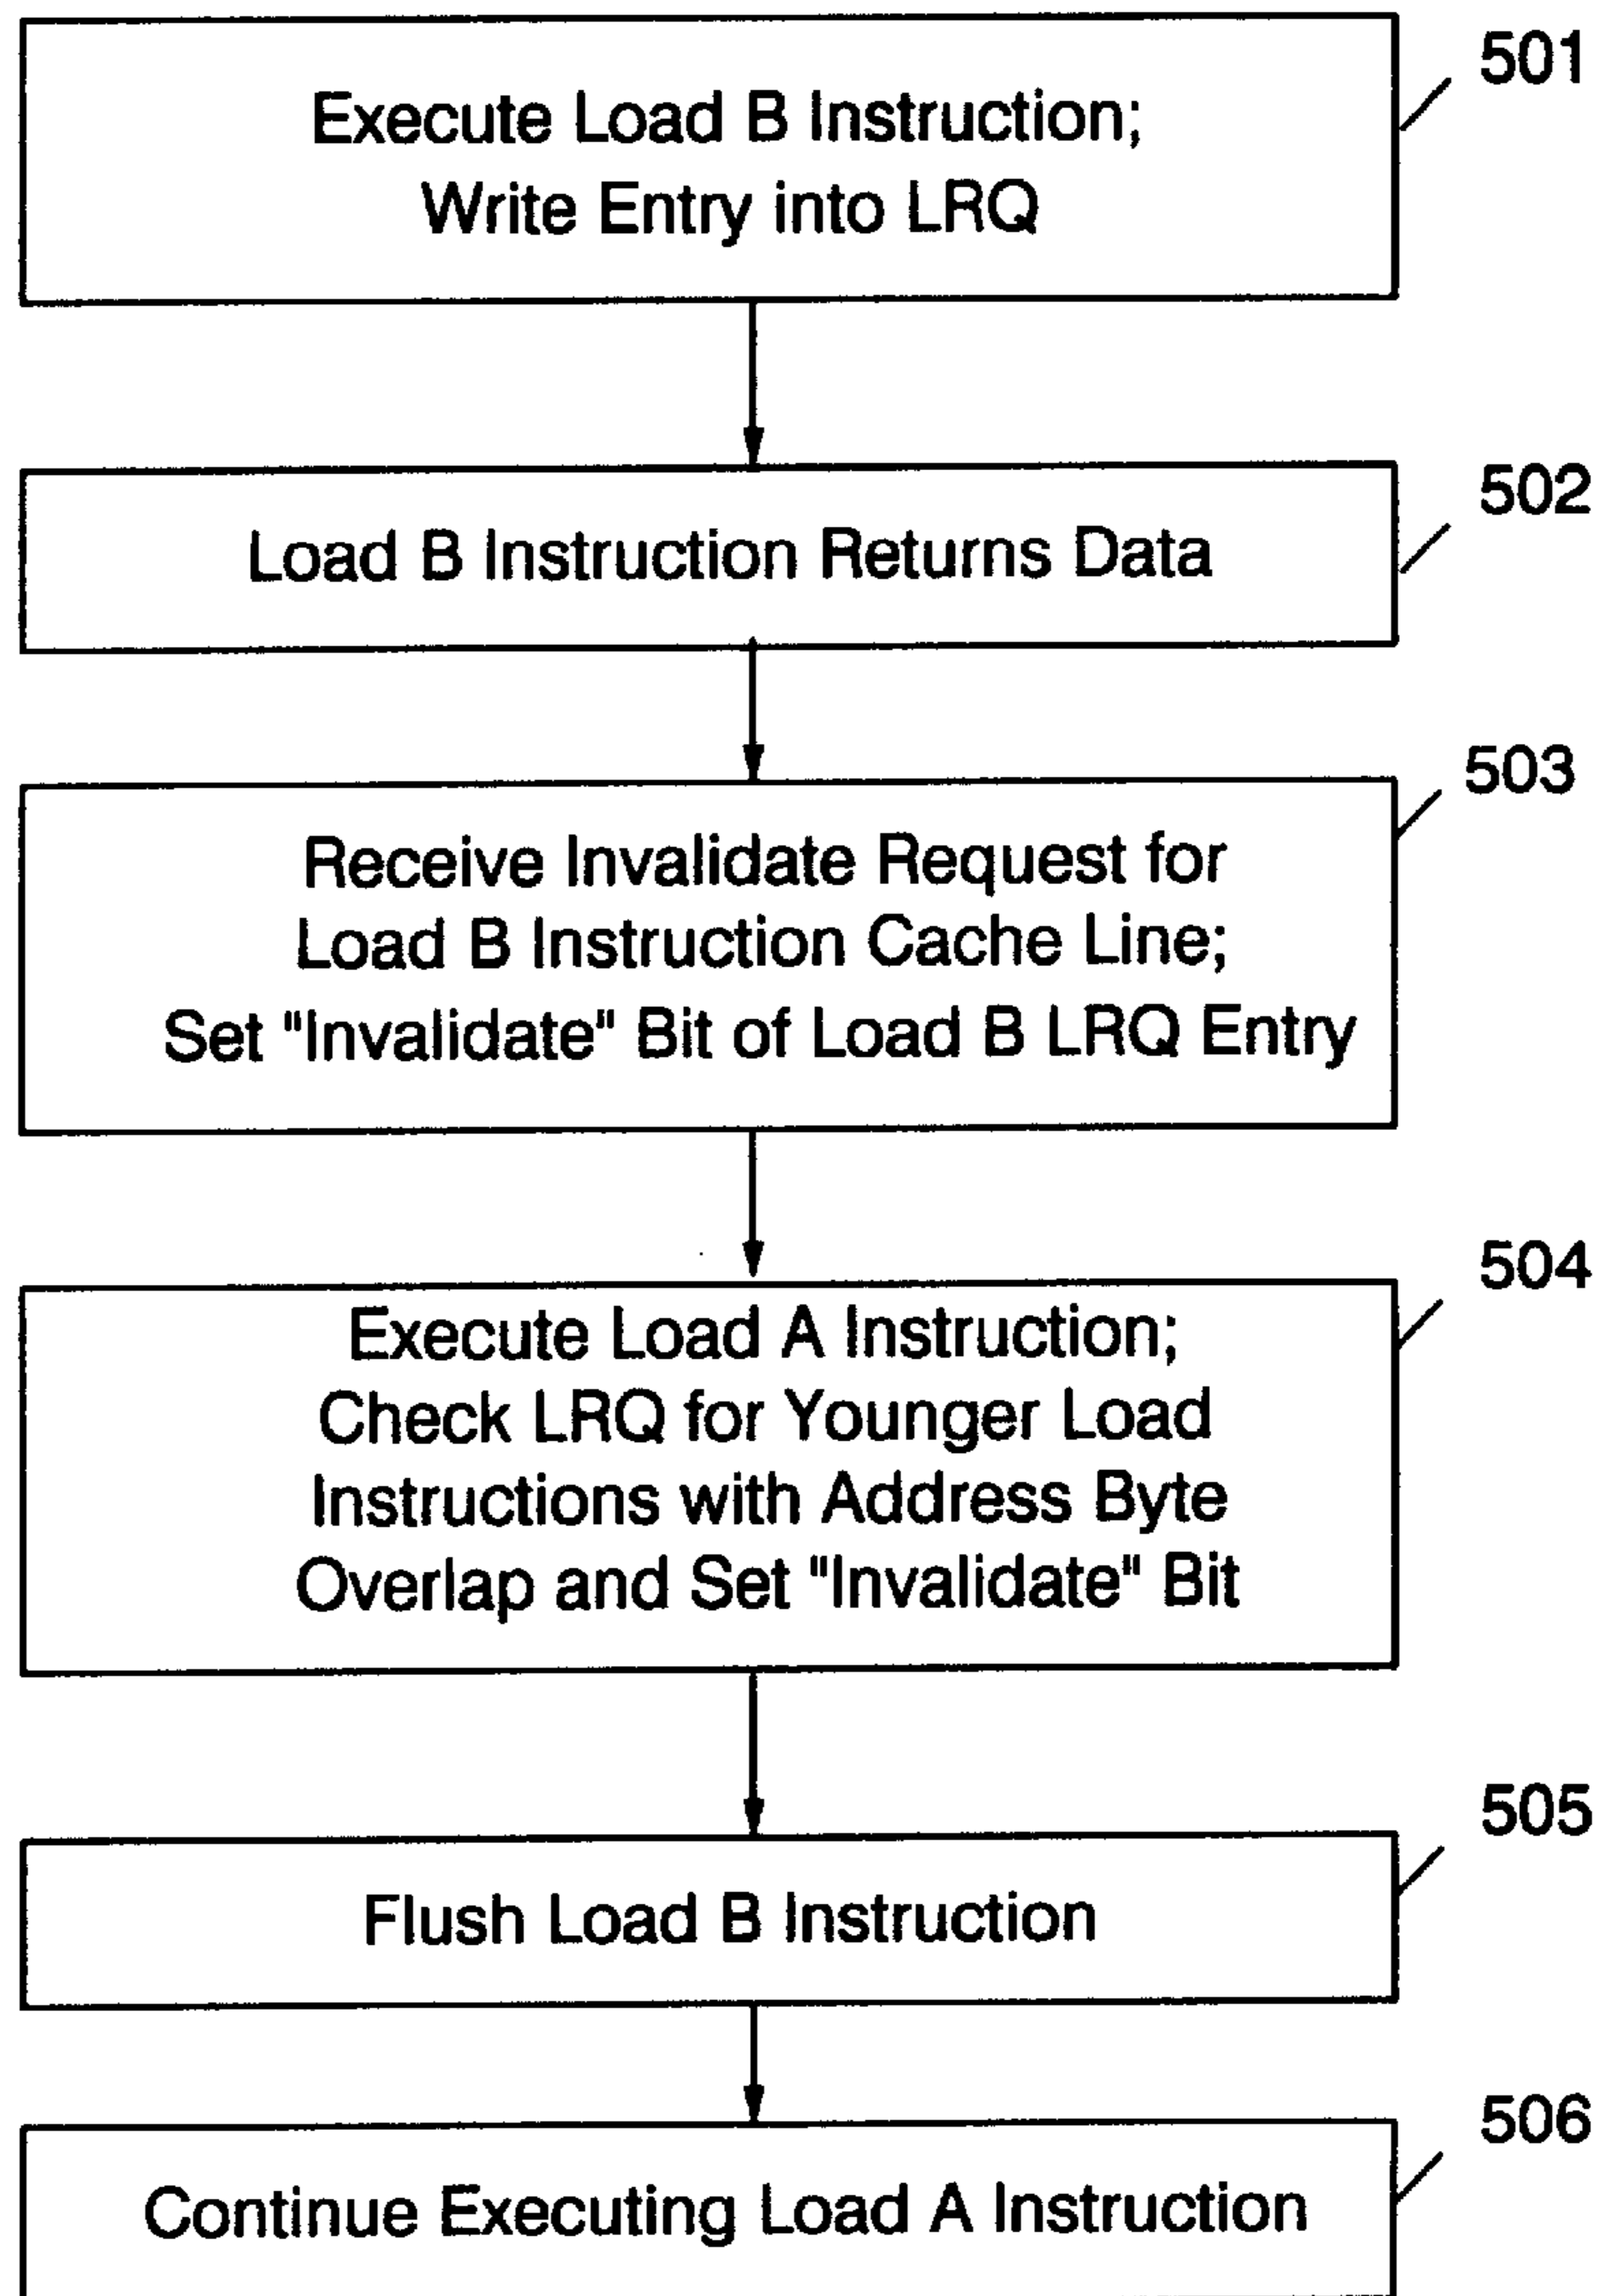 501
Execute Load B Instruction;
Write Entry into LRQ
502
Load B Instruction Returns Data
503
Receive Invalidate Request for
Load B Instruction Cache Line;
Set "Invalidate" Bit of Load B LRQ Entry
504
Execute Load A Instruction;
Check LRQ for Younger Load
Instructions with Address Byte
Overlap and Set "Invalidate" Bit
505
Flush Load B Instruction
506
Continue Executing Load A Instruction